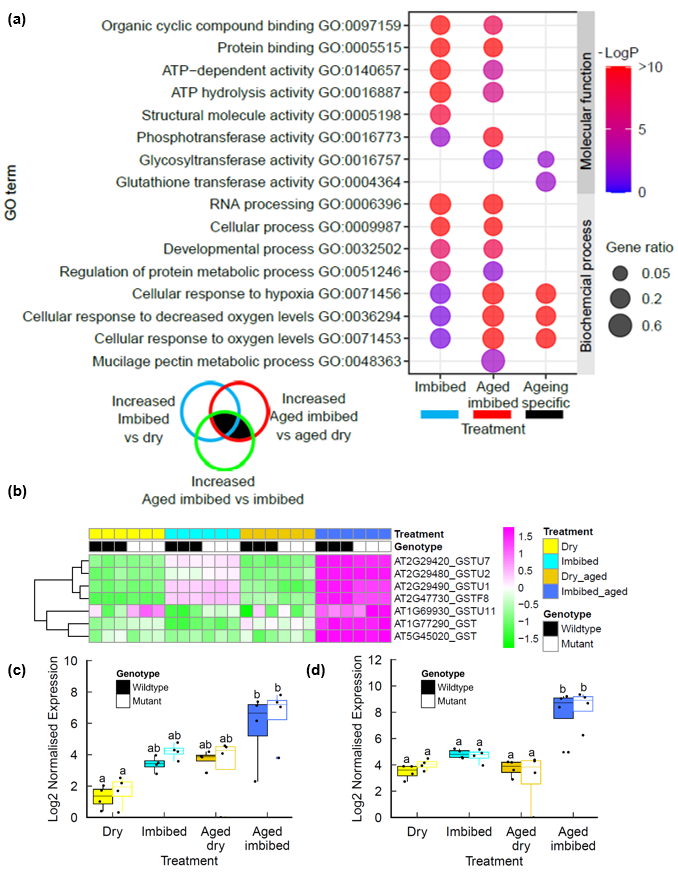 (a)
Organic cyclic compound binding GO:0097159
Protein binding GO:0005515
ATP-dependent activity GO:0140657
ATP hydrolysis activity GO:0016887
Structural molecule activity GO:0005198
Phosphotransferase activity GO:0016773
Glycosyltransferase activity GO:0016757
Glutathione transferase activity GO:0004364
RNA processing GO:0006396
Cellular process GO:0009987
Developmental process GO:0032502
Regulation of protein metabolic process GO:0051246
Cellular response to hypoxia GO:0071456
Cellular response to decreased oxygen levels GO:0036294
Cellular response to oxygen levels GO:0071453
Mucilage pectin metabolic process GO:0048363
GO term
Molecular function
Biochemcial process
-LogP
>10
5
0
Gene ratio
0.05
0.2
0.6
Imbibed
Aged imbibed
Ageing specific
Treatment
Increased Imbibed vs dry
Increased Aged imbibed vs aged dry
Increased Aged imbibed vs imbibed
(b)
Treatment
Genotype
AT2G29420_GSTU7
AT2G29480_GSTU2
AT2G29490_GSTU1
AT2G47730_GSTF8
AT1G69930_GSTU11
AT1G77290_GST
AT5G45020_GST
1.5
1
0.5
0
−0.5
−1
−1.5
Treatment
Dry
Imbibed
Dry_aged
Imbibed_aged
Genotype
Wildtype
Mutant
(c)
Log2 Normalised Expression
10
8
6
4
2
0
Genotype
Wildtype
Mutant
a
a
ab
ab
ab
ab
b
b
Dry
Imbibed
Aged dry
Aged imbibed
Treatment
(d)
Log2 Normalised Expression
12
10
8
6
4
2
0
Genotype
Wildtype
Mutant
a
a
a
a
a
a
b
b
Dry
Imbibed
Aged dry
Aged imbibed
Treatment